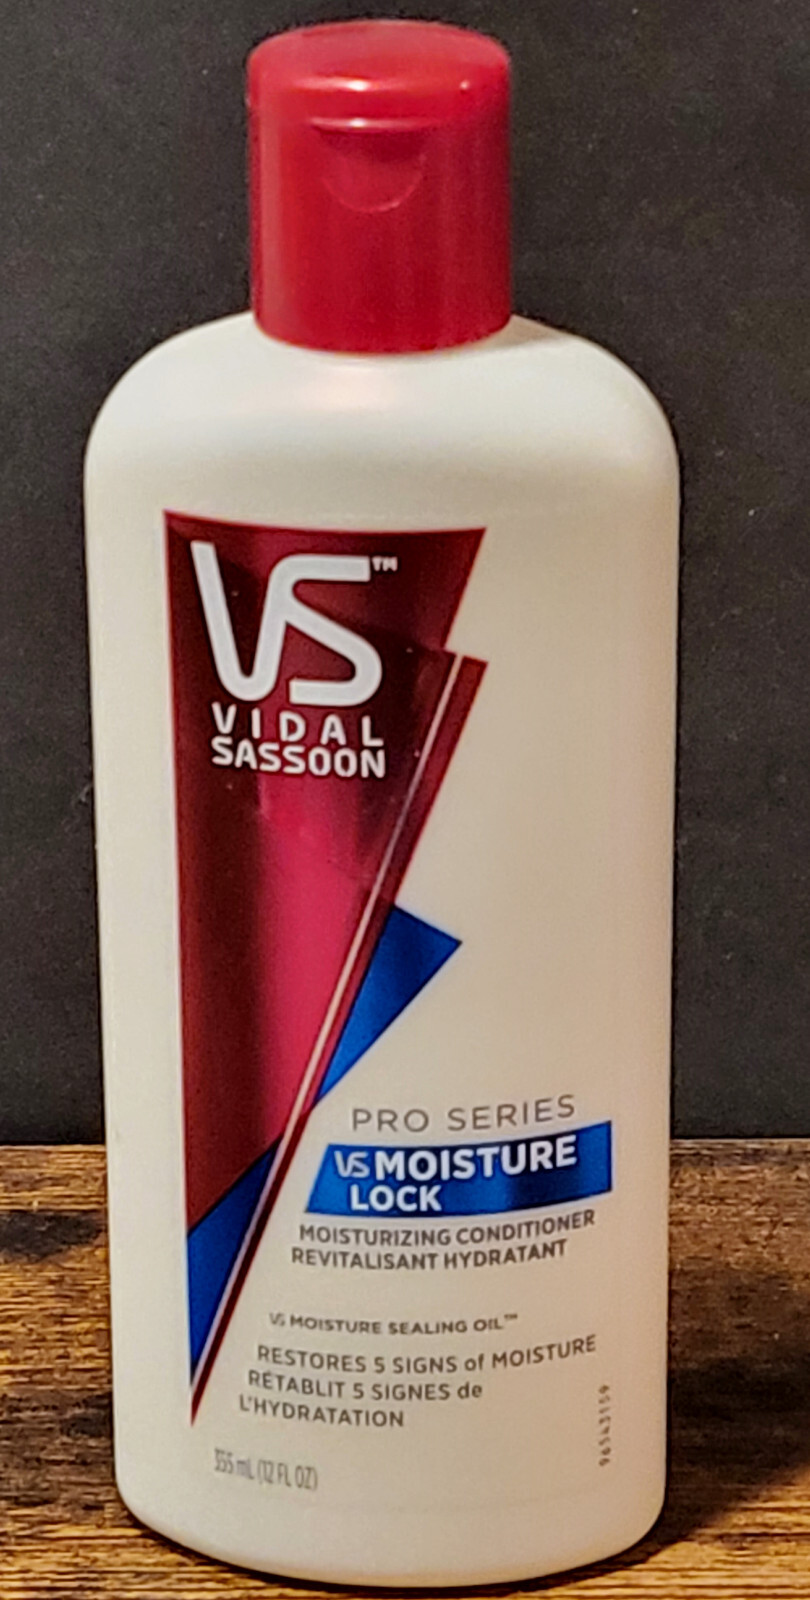 VS™
VIDAL
SASSOON
PRO SERIES
VS MOISTURE
LOCK
MOISTURIZING CONDITIONER
REVITALISANT HYDRATANT
VS MOISTURE SEALING OIL™
RESTORES 5 SIGNS of MOISTURE
RÉTABLIT 5 SIGNES de
L'HYDRATATION
355 mL (12 FL OZ)
96543159